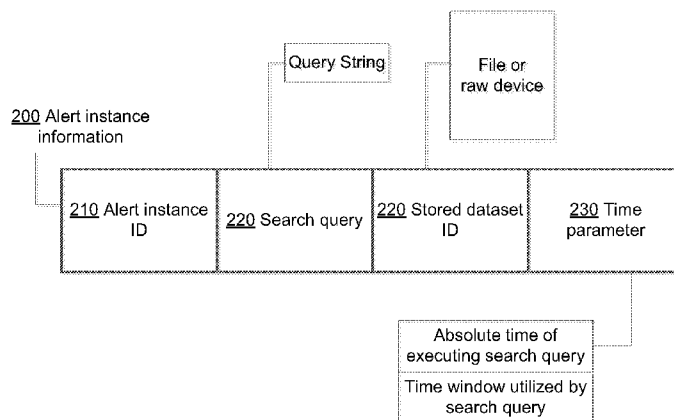 Query String
File or
raw device
200 Alert instance
information
210 Alert instance
ID
220 Search query
220 Stored dataset
ID
230 Time
parameter
Absolute time of
executing search query
Time window utilized by
search query